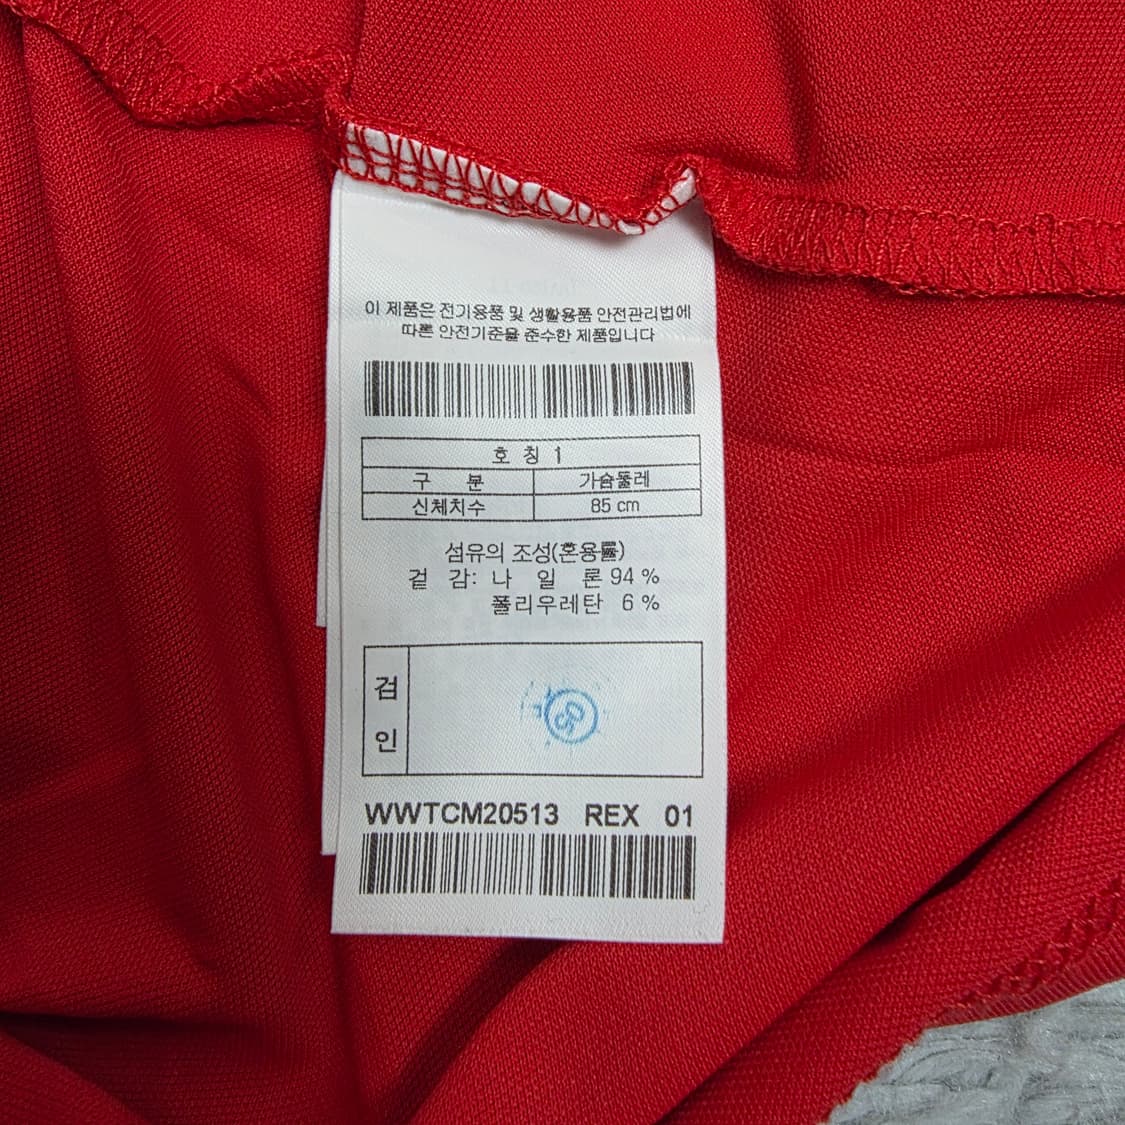 이 제품은 전기용품 및 생활용품 안전관리법에
따른 안전기준을 준수한 제품입니다
호 칭 1
구 분 가슴둘레
신체치수 85 cm
섬유의 조성(혼용률)
겉 감: 나 일 론 94 %
폴리우레탄 6 %
검
인
05
WWTCM20513 REX 01